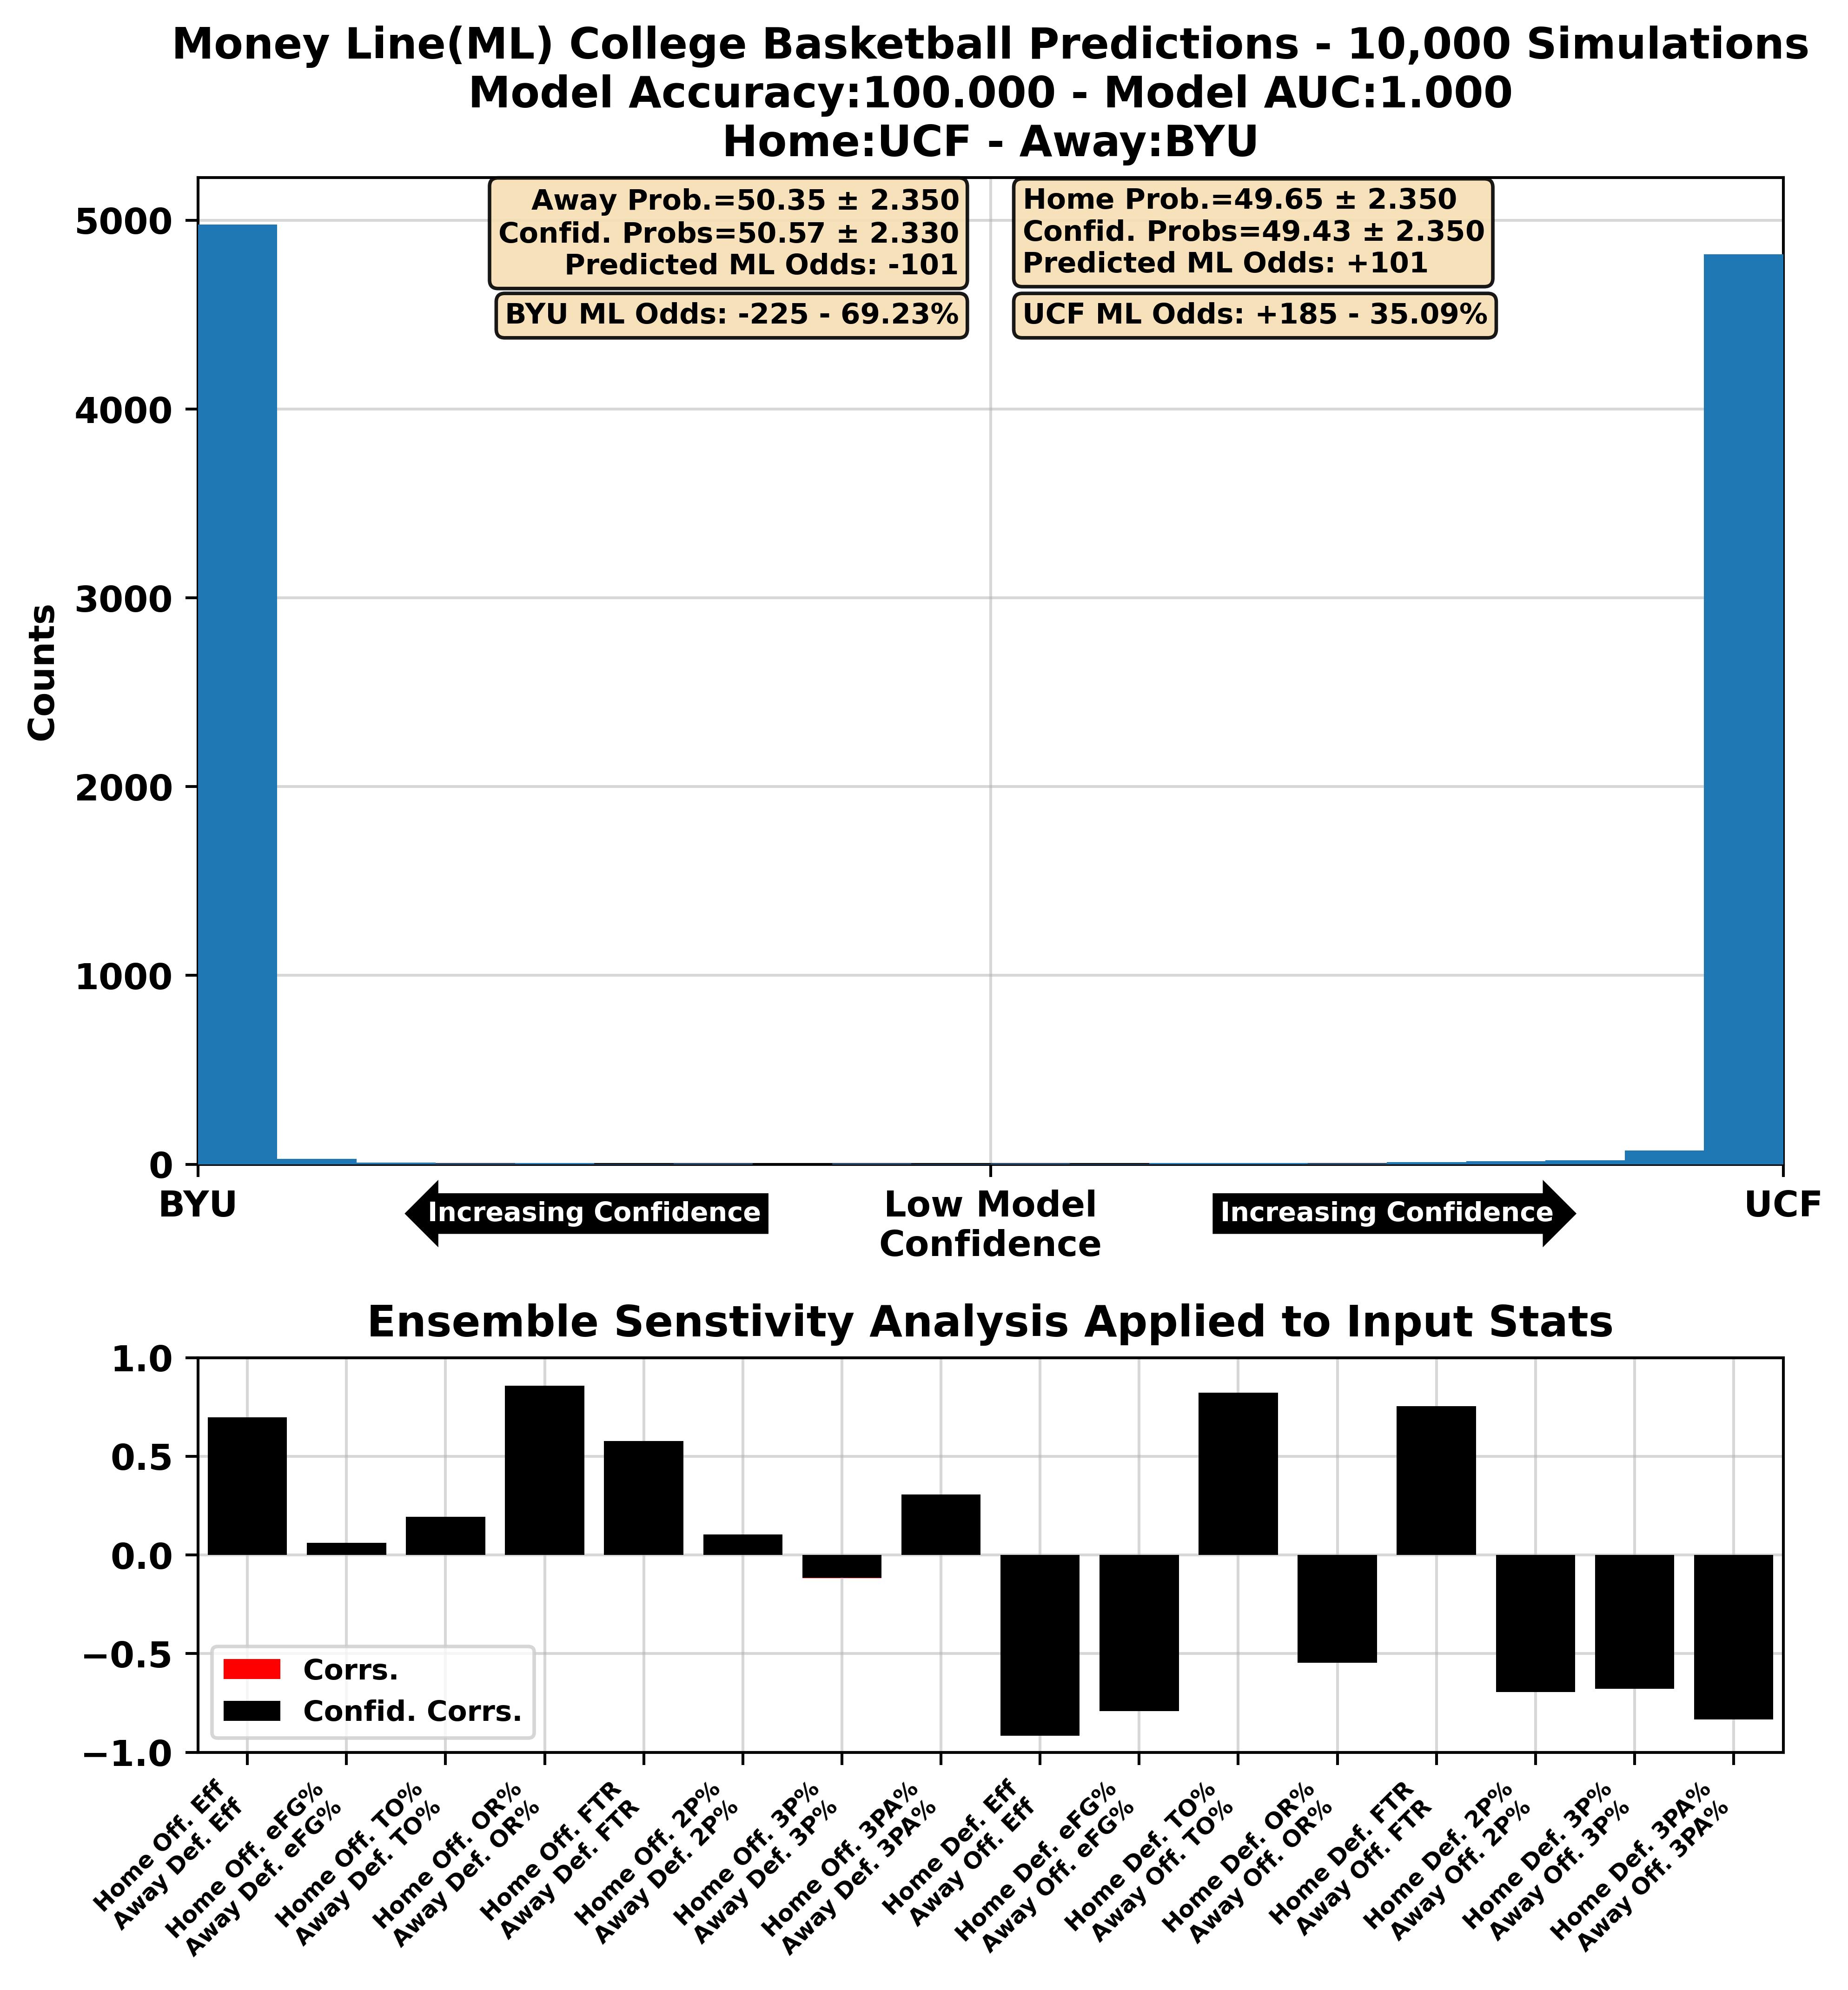 Money Line(ML) College Basketball Predictions - 10,000 Simulations
Model Accuracy:100.000 - Model AUC:1.000
Home:UCF - Away:BYU
Away Prob.=50.35 ± 2.350
Confid. Probs=50.57 ± 2.330
Predicted ML Odds: -101
BYU ML Odds: -225 - 69.23%
Home Prob.=49.65 ± 2.350
Confid. Probs=49.43 ± 2.350
Predicted ML Odds: +101
UCF ML Odds: +185 - 35.09%
Counts
5000
4000
3000
2000
1000
0
BYU
Increasing Confidence
Low Model
Confidence
Increasing Confidence
UCF
Ensemble Senstivity Analysis Applied to Input Stats
1.0
0.5
0.0
−0.5
−1.0
Corrs.
Confid. Corrs.
Home Off. Eff
Away Def. Eff
Home Off. eFG%
Away Def. eFG%
Home Off. TO%
Away Def. TO%
Home Off. OR%
Away Def. OR%
Home Off. FTR
Away Def. FTR
Home Off. 2P%
Away Def. 2P%
Home Off. 3P%
Away Def. 3P%
Home Off. 3PA%
Away Def. 3PA%
Home Def. Eff
Away Off. Eff
Home Def. eFG%
Away Off. eFG%
Home Def. TO%
Away Off. TO%
Home Def. OR%
Away Off. OR%
Home Def. FTR
Away Off. FTR
Home Def. 2P%
Away Off. 2P%
Home Def. 3P%
Away Off. 3P%
Home Def. 3PA%
Away Off. 3PA%